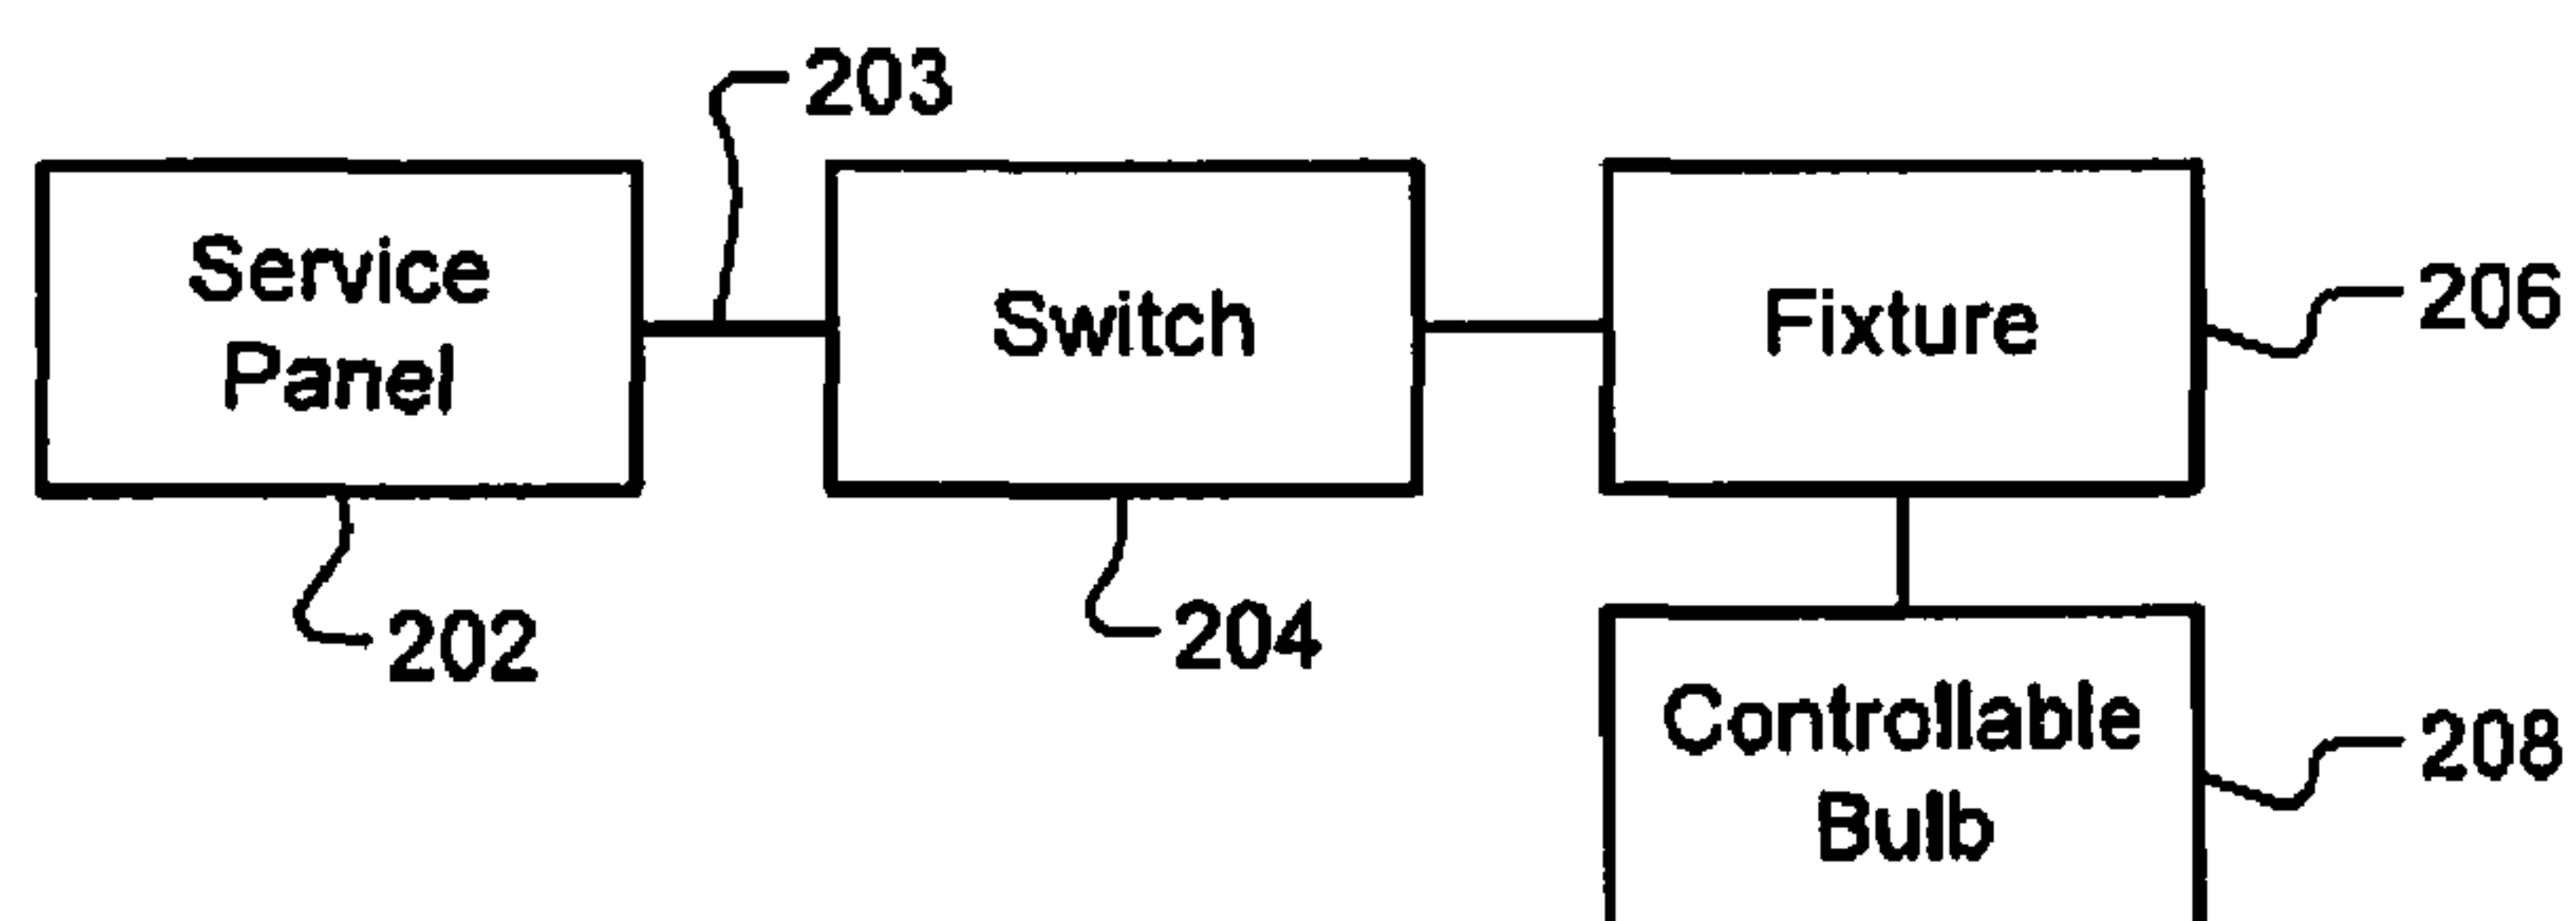 203
Service
Panel
Switch
Fixture
206
202
204
Controllable
Bulb
208